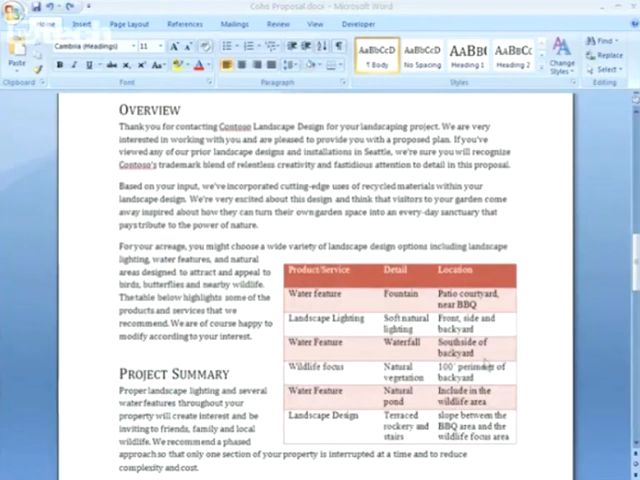 Cohs Proposal.docx - Microsoft Word
Home Insert Page Layout References Mailings Review View Developer
Cambria (Headings) 11
AaBbCcD AaBbCcD AaBbC AaBbCc
¶ Body No Spacing Heading 1 Heading 2
Change Styles
Find
Replace
Select
Clipboard Font Paragraph Styles Editing
OVERVIEW
Thank you for contacting Contoso Landscape Design for your landscaping project. We are very
interested in working with you and are pleased to provide you with a proposed plan. If you've
viewed any of our prior landscape designs and installations in Seattle, we're sure you will recognize
Contoso's trademark blend of relentless creativity and fastidious attention to detail in this proposal.
Based on your input, we've incorporated cutting-edge uses of recycled materials within your
landscape design. We're very excited about this design and think that visitors to your garden come
away inspired about how they can turn their own garden space into an every-day sanctuary that
pays tribute to the power of nature.
For your acreage, you might choose a wide variety of landscape design options including landscape
lighting, water features, and natural
areas designed to attract and appeal to
birds, butterflies and nearby wildlife.
The table below highlights some of the
products and services that we
recommend. We are of course happy to
modify according to your interest.
Product/Service Detail Location
Water feature Fountain Patio courtyard,
near BBQ
Landscape Lighting Soft natural Front, side and
lighting backyard
Water Feature Waterfall Southside of
backyard
Wildlife focus Natural 100' perimeter of
vegetation backyard
Water Feature Natural Include in the
pond wildlife area
Landscape Design Terraced slope between the
rockery and BBQ area and the
stairs wildlife focus area
PROJECT SUMMARY
Proper landscape lighting and several
water features throughout your
property will create interest and be
inviting to friends, family and local
wildlife. We recommend a phased
approach so that only one section of your property is interrupted at a time and to reduce
complexity and cost.